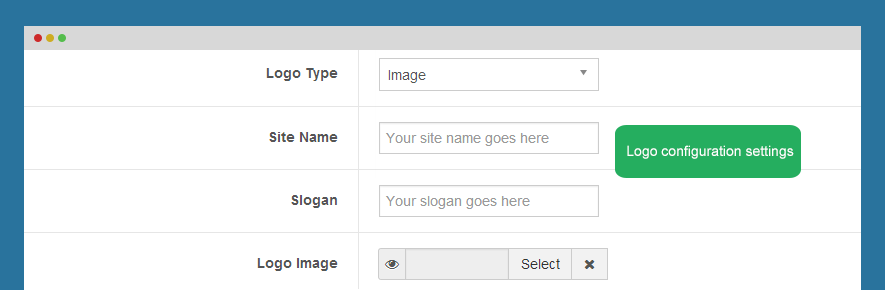 Logo Type
Image
Site Name
Your site name goes here
Logo configuration settings
Slogan
Your slogan goes here
Logo Image
Select